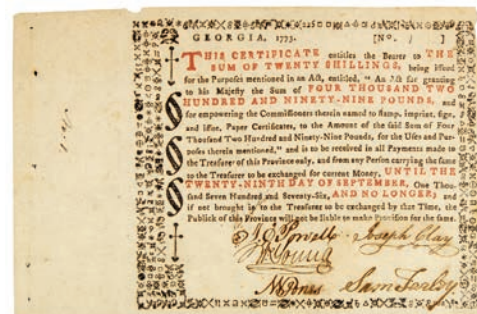 GEORGIA, 1773. [No. ]
THIS CERTIFICATE entitles the Bearer to THE
SUM OF TWENTY SHILLINGS, being issued
for the Purposes mentioned in an Act, entitled, "An Act for granting
to his Majesty the Sum of FOUR THOUSAND TWO
HUNDRED AND NINETY-NINE POUNDS, and
for empowering the Commissioners therein named to stamp, imprint, sign,
and issue, Paper Certificates, to the Amount of the said Sum of Four
Thousand Two Hundred and Ninety-Nine Pounds, for the Uses and Pur-
poses therein mentioned," and is to be received in all Payments made to
the Treasurer of this Province only, and from any Person carrying the same
to the Treasurer to be exchanged for current Money, UNTIL THE
TWENTY-NINTH DAY OF SEPTEMBER, One Thou-
sand Seven Hundred and Seventy-Six, AND NO LONGER; and
if not brought in to the Treasurer to be exchanged by that Time, the
Publick of this Province will not be liable to make Provision for the same.
J E Powell Joseph Clay
W Young
N W Jones Sam Farley